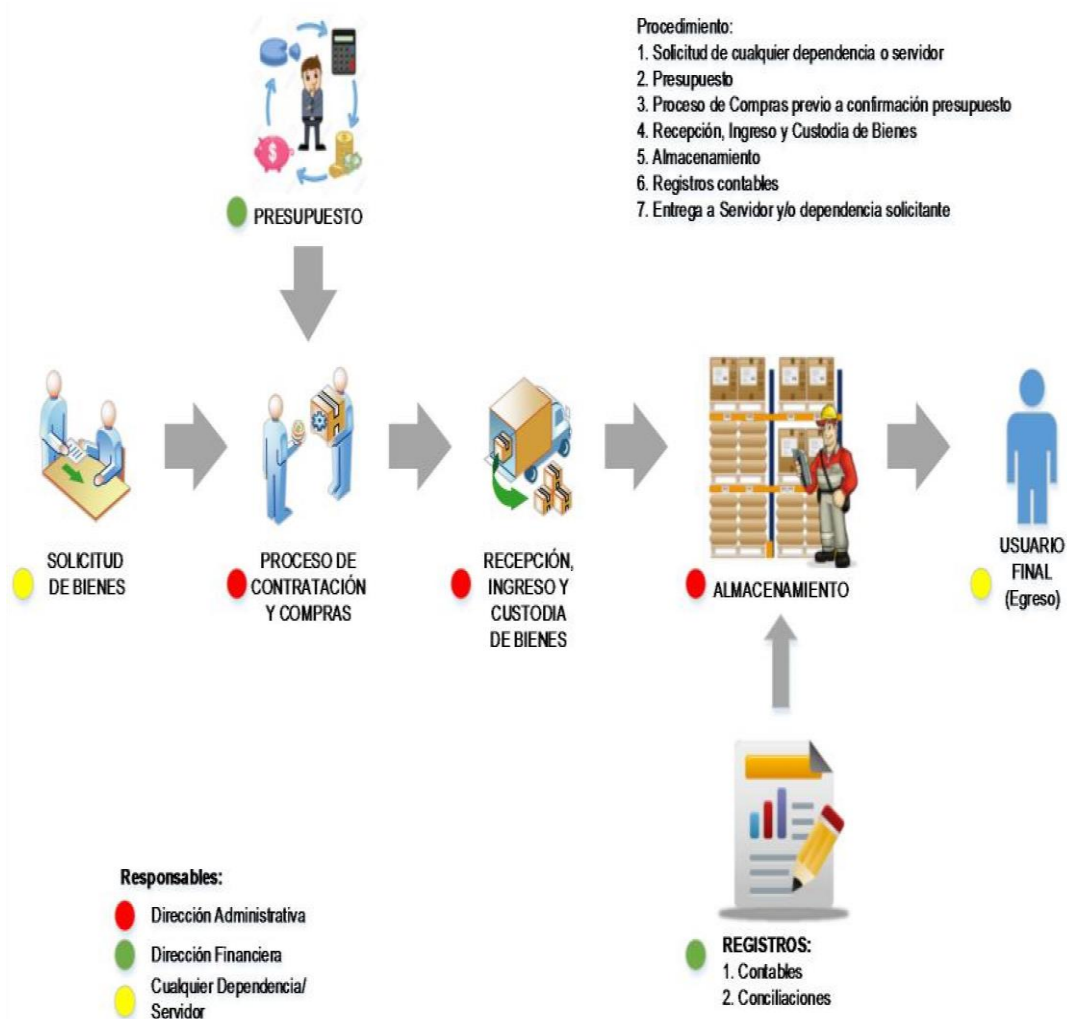 Procedimiento:
1. Solicitud de cualquier dependencia o servidor
2. Presupuesto
3. Proceso de Compras previo a confirmación presupuesto
4. Recepción, Ingreso y Custodia de Bienes
5. Almacenamiento
6. Registros contables
7. Entrega a Servidor y/o dependencia solicitante
PRESUPUESTO
SOLICITUD
DE BIENES
PROCESO DE
CONTRATACIÓN
Y COMPRAS
RECEPCIÓN,
INGRESO Y
CUSTODIA
DE BIENES
ALMACENAMIENTO
USUARIO
FINAL
(Egreso)
REGISTROS:
1. Contables
2. Conciliaciones
Responsables:
Dirección Administrativa
Dirección Financiera
Cualquier Dependencia/
Servidor